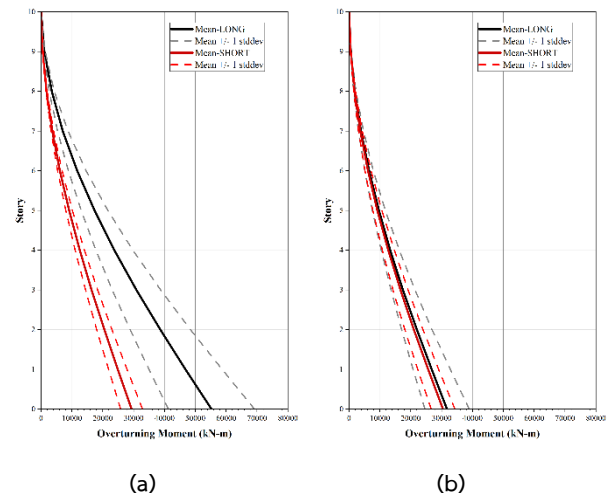 10
9
8
7
6
5
4
3
2
1
0
Story
0 10000 20000 30000 40000 50000 60000 70000 80000
Overturning Moment (kN-m)
Mean-LONG
Mean +/- 1 stddev
Mean-SHORT
Mean +/- 1 stddev
(a)
10
9
8
7
6
5
4
3
2
1
0
Story
0 10000 20000 30000 40000 50000 60000 70000 80000
Overturning Moment (kN-m)
Mean-LONG
Mean +/- 1 stddev
Mean-SHORT
Mean +/- 1 stddev
(b)